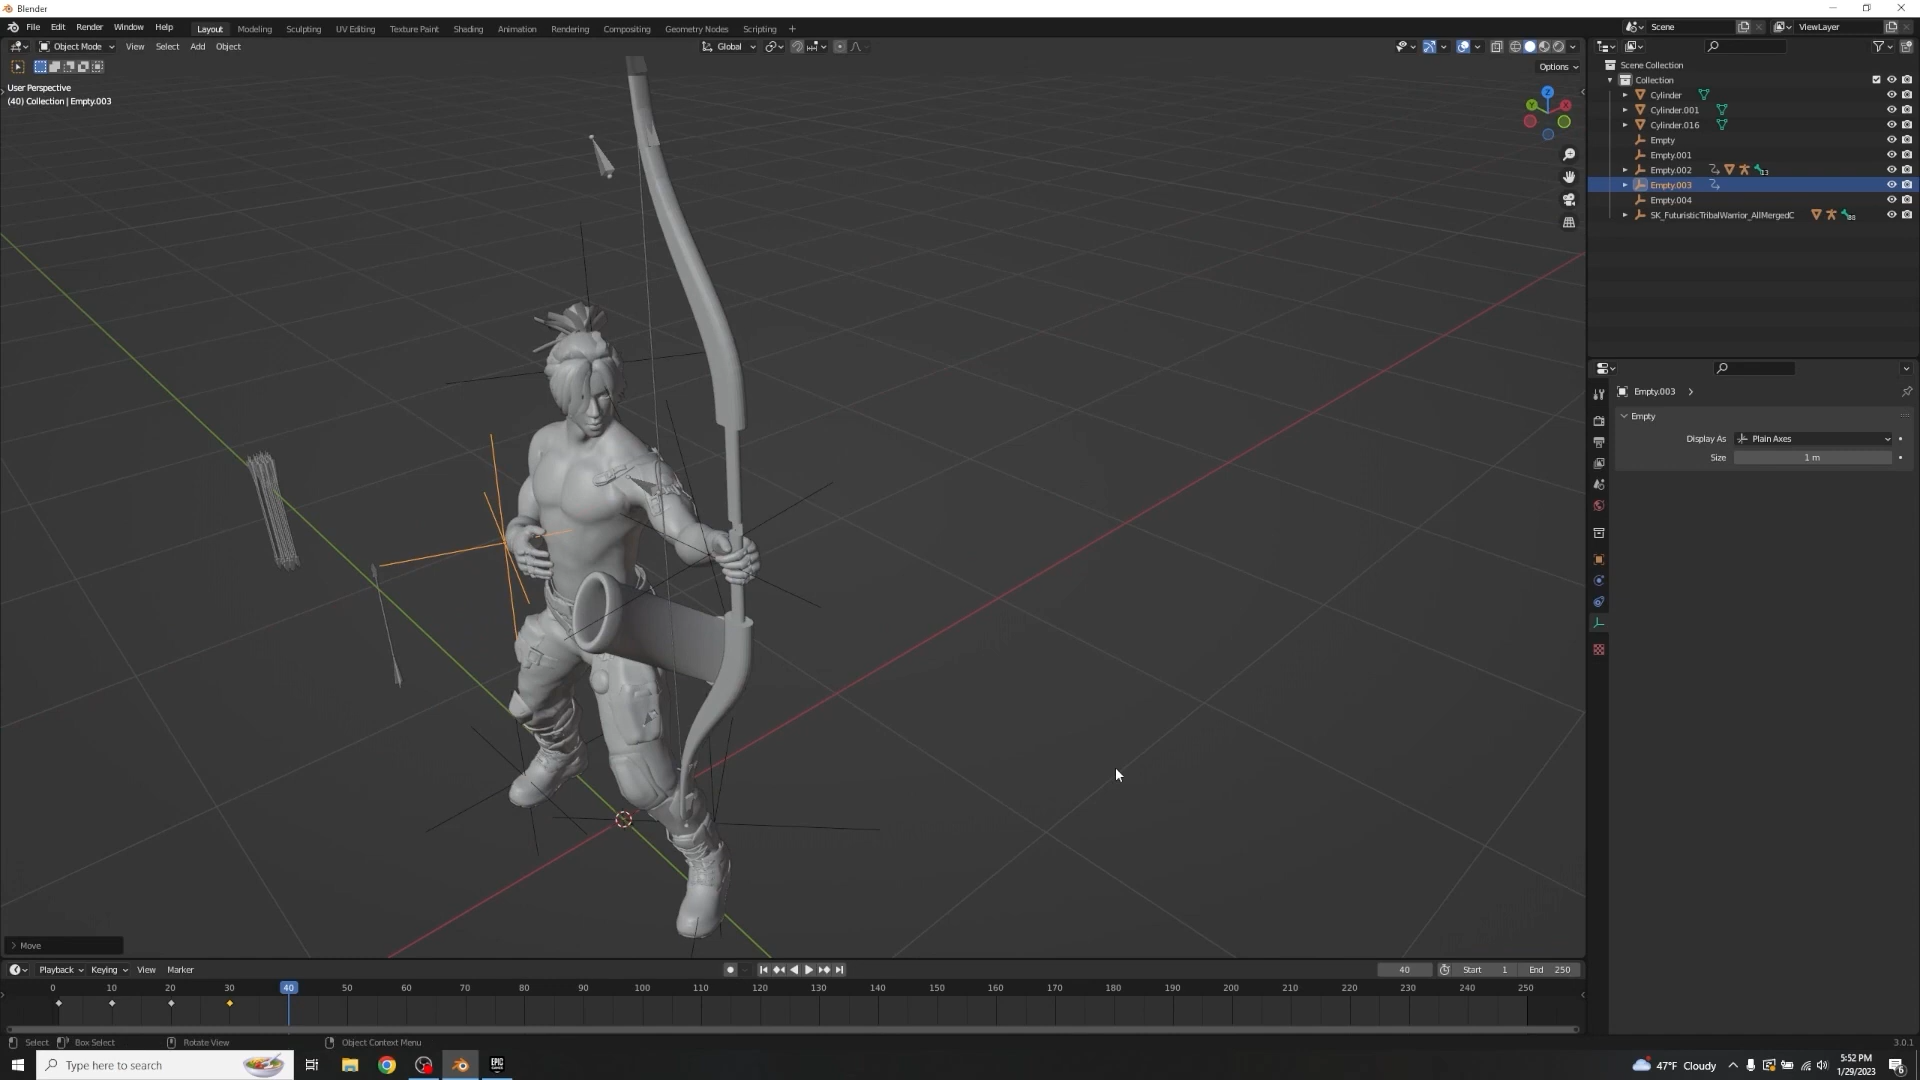 Blender
File Edit Render Window Help Layout Modeling Sculpting UV Editing Texture Paint Shading Animation Rendering Compositing Geometry Nodes Scripting + Scene ViewLayer
Object Mode View Select Add Object Global
Options
User Perspective
(40) Collection | Empty.003
Z
Y X
Scene Collection
Collection
Cylinder
Cylinder.001
Cylinder.016
Empty
Empty.001
Empty.002 13
Empty.003
Empty.004
SK_FuturisticTribalWarrior_AllMergedC 88
Empty.003
Empty
Display As Plain Axes
Size 1 m
Move
Playback Keying View Marker 40 Start 1 End 250
0 10 20 30 40 50 60 70 80 90 100 110 120 130 140 150 160 170 180 190 200 210 220 230 240 250
Select Box Select Rotate View Object Context Menu 3.0.1
Type here to search EPIC GAMES 47°F Cloudy 5:52 PM
1/29/2023 6